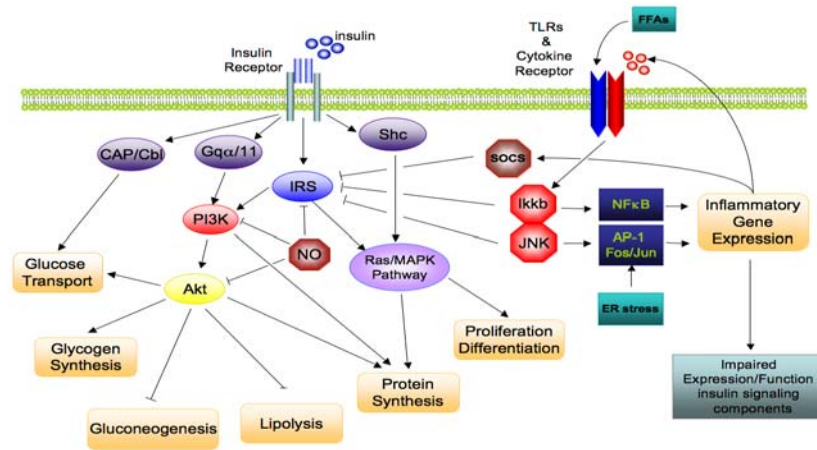 insulin
Insulin
Receptor
TLRs
&
Cytokine
Receptor
FFAs
CAP/Cbl
Gqα/11
Shc
IRS
socs
PI3K
NO
Ikkb
JNK
NFκB
AP-1
Fos/Jun
Inflammatory
Gene
Expression
Glucose
Transport
Akt
Ras/MAPK
Pathway
ER stress
Glycogen
Synthesis
Proliferation
Differentiation
Gluconeogenesis
Lipolysis
Protein
Synthesis
Impaired
Expression/Function
insulin signaling
components